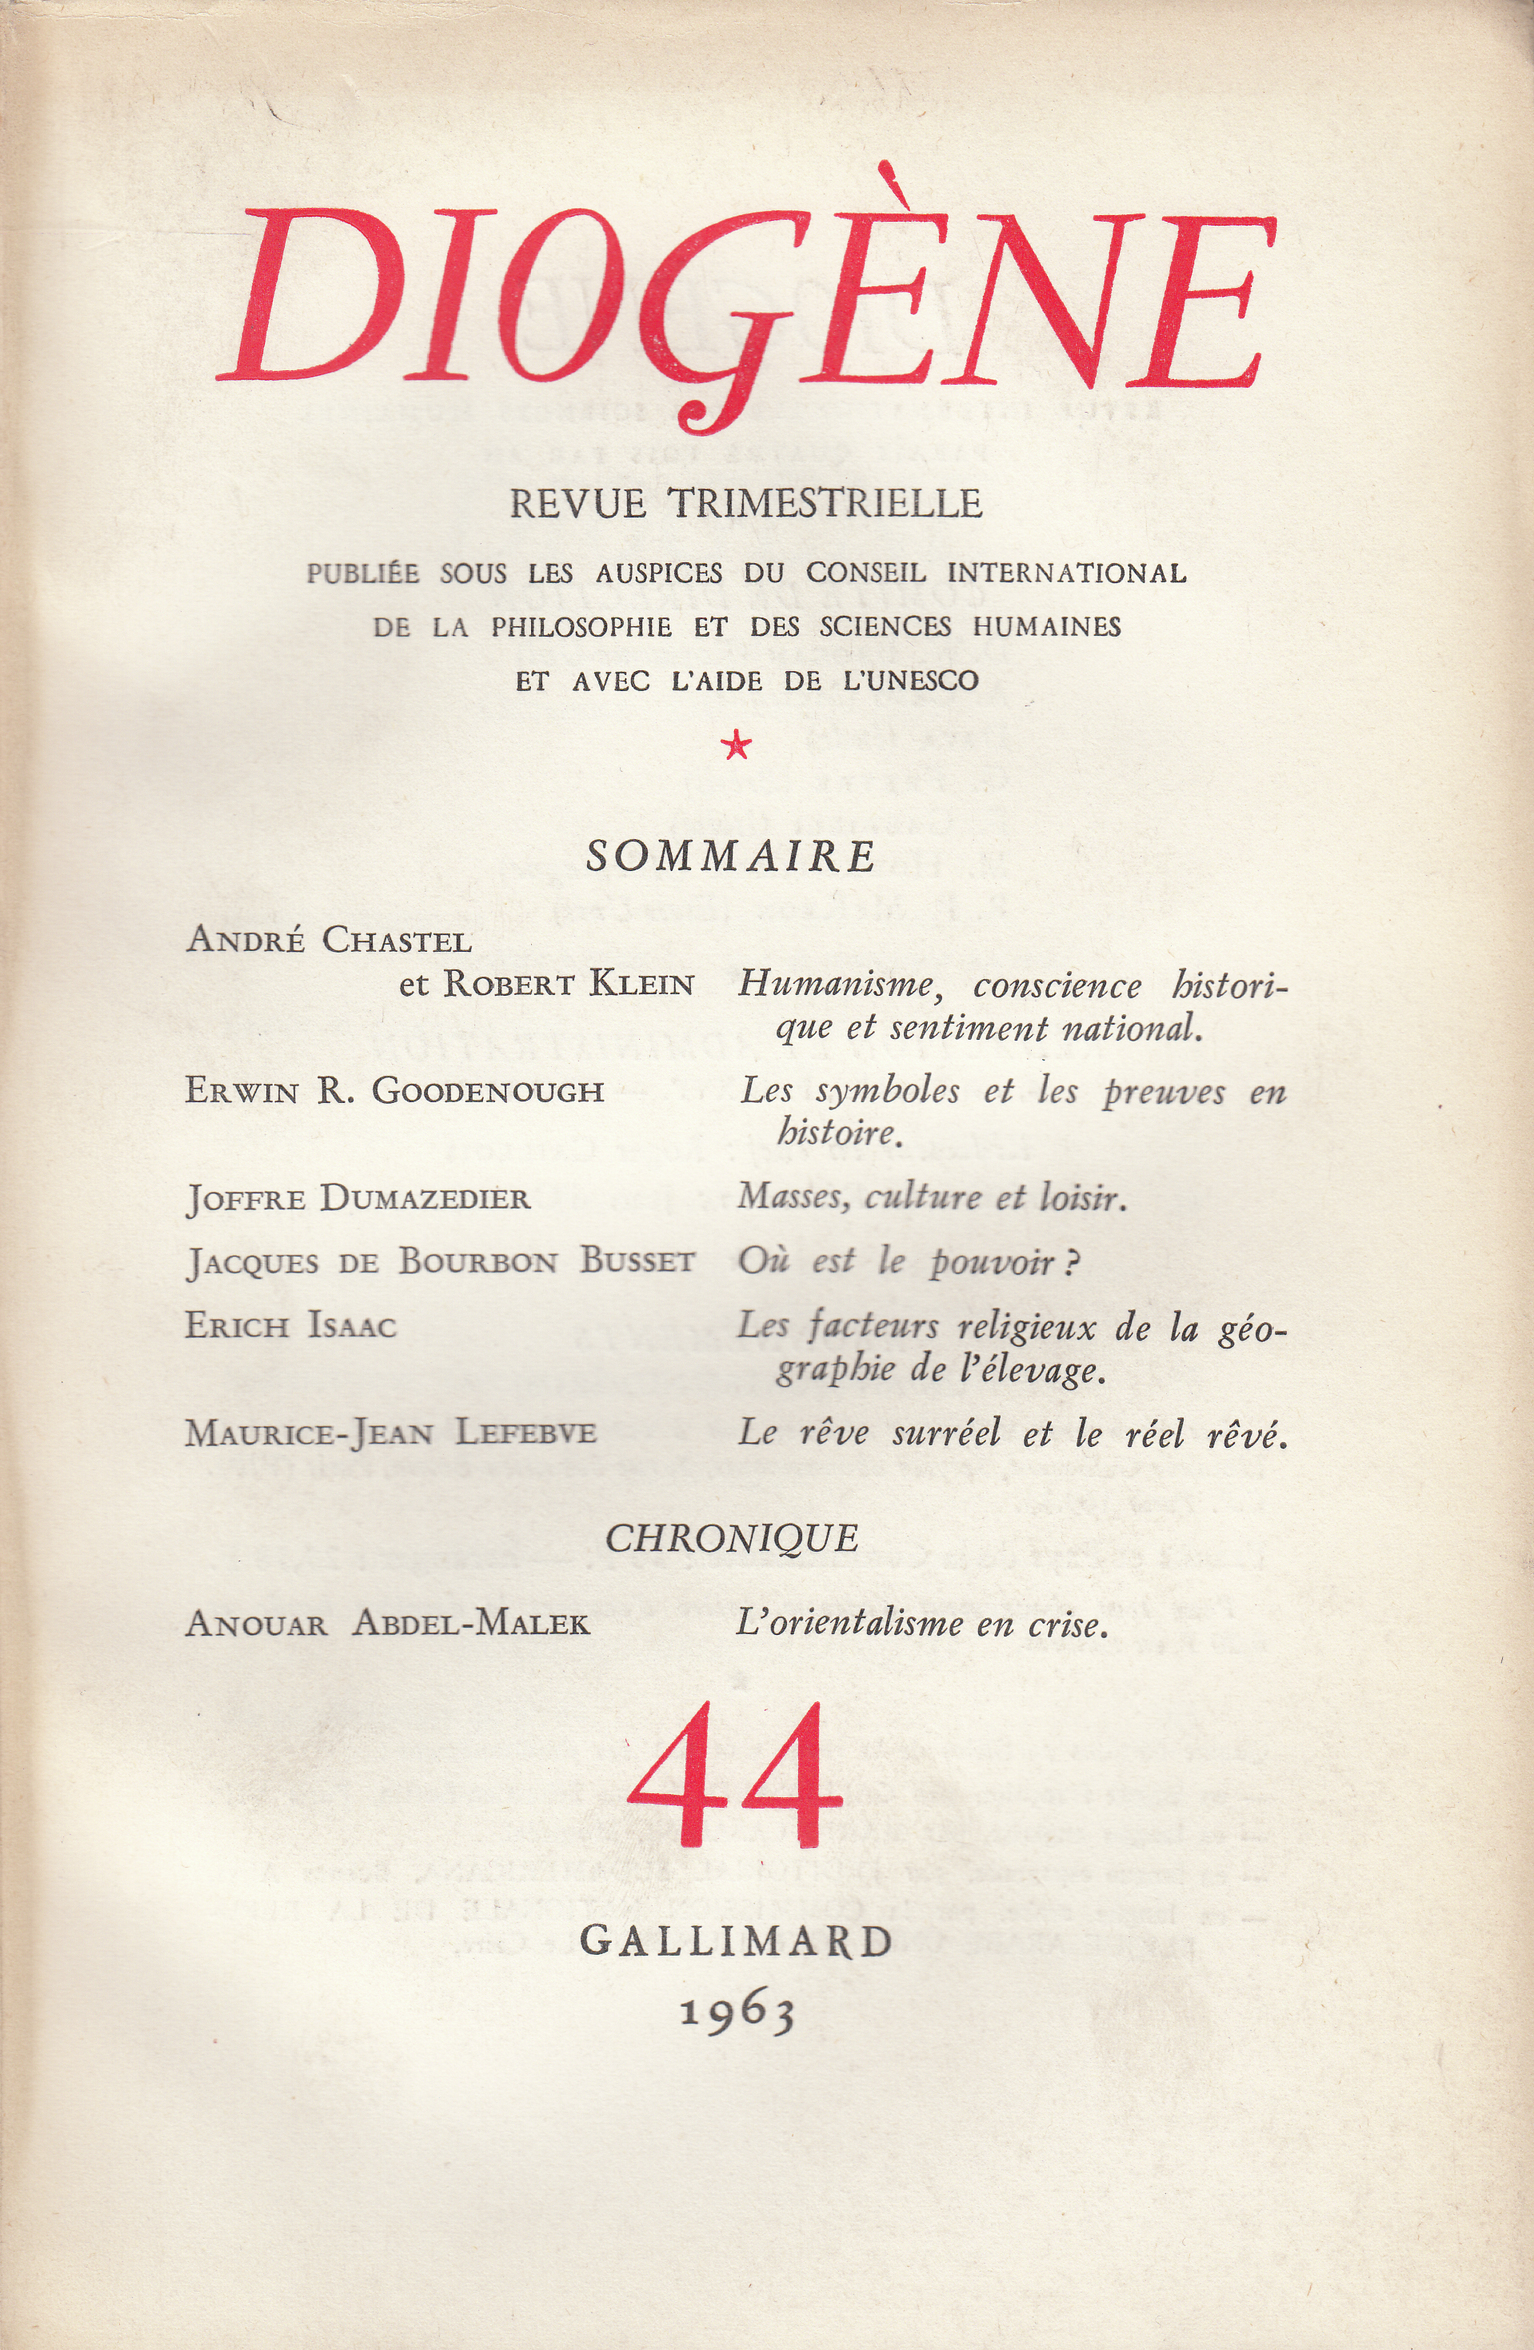 DIOGÈNE
REVUE TRIMESTRIELLE
PUBLIÉE SOUS LES AUSPICES DU CONSEIL INTERNATIONAL
DE LA PHILOSOPHIE ET DES SCIENCES HUMAINES
ET AVEC L'AIDE DE L'UNESCO
SOMMAIRE
ANDRÉ CHASTEL
et ROBERT KLEIN Humanisme, conscience histori-
que et sentiment national.
ERWIN R. GOODENOUGH Les symboles et les preuves en
histoire.
JOFFRE DUMAZEDIER Masses, culture et loisir.
JACQUES DE BOURBON BUSSET Où est le pouvoir ?
ERICH ISAAC Les facteurs religieux de la géo-
graphie de l'élevage.
MAURICE-JEAN LEFEBVE Le rêve surréel et le réel rêvé.
CHRONIQUE
ANOUAR ABDEL-MALEK L'orientalisme en crise.
44
GALLIMARD
1963